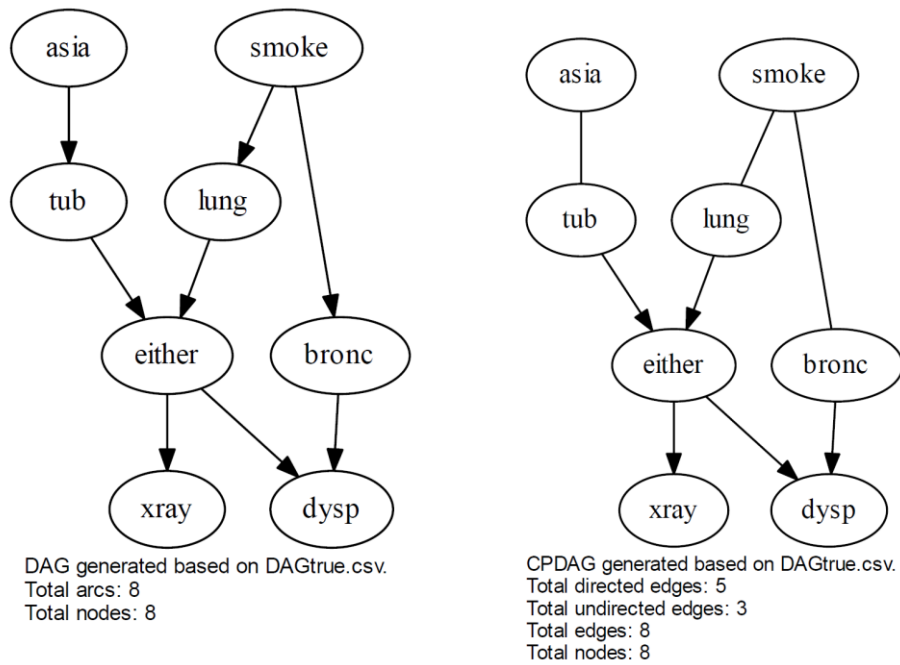 asia
smoke
tub
lung
either
bronc
xray
dysp
DAG generated based on DAGtrue.csv.
Total arcs: 8
Total nodes: 8
asia
smoke
tub
lung
either
bronc
xray
dysp
CPDAG generated based on DAGtrue.csv.
Total directed edges: 5
Total undirected edges: 3
Total edges: 8
Total nodes: 8